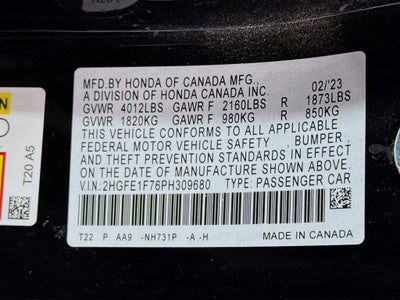 MFD.BY HONDA OF CANADA MFG.,
A DIVISION OF HONDA CANADA INC. 02/'23
GVWR 4012LBS GAWR F 2160LBS R 1873LBS
GVWR 1820KG GAWR F 980KG R 850KG
THIS VEHICLE CONFORMS TO ALL APPLICABLE
FEDERAL MOTOR VEHICLE SAFETY , BUMPER,
AND THEFT PREVENTION STANDARDS IN EFFECT
ON THE DATE OF MANUFACTURE SHOWN ABOVE.
V.I.N: 2HGFE1F76PH309680 TYPE: PASSENGER CAR
T22 P AA9 -NH731P -A -H
MADE IN CANADA
T20 A5